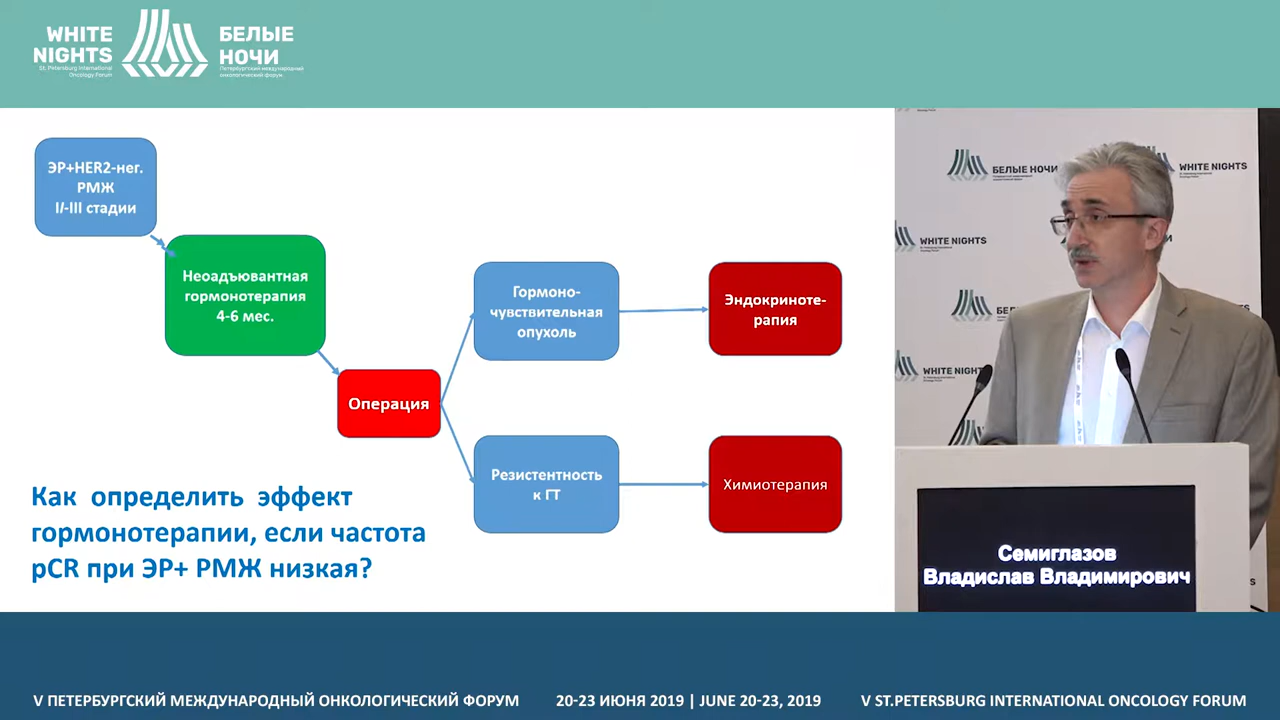 WHITE
NIGHTS
St. Petersburg International
Oncology Forum
БЕЛЫЕ
НОЧИ
Петербургский международный
онкологический форум
ЭР+HER2-нег.
РМЖ
II-III стадии
Неоадъювантная
гормонотерапия
4-6 мес.
Операция
Гормоно-
чувствительная
опухоль
Эндокриноте-
рапия
Резистентность
к ГТ
Химиотерапия
Как определить эффект
гормонотерапии, если частота
pCR при ЭР+ РМЖ низкая?
БЕЛЫЕ НОЧИ
WHITE NIGHTS
WHITE NIGHTS
WHITE NIGHTS
Семиглазов
Владислав Владимирович
V ПЕТЕРБУРГСКИЙ МЕЖДУНАРОДНЫЙ ОНКОЛОГИЧЕСКИЙ ФОРУМ
20-23 ИЮНЯ 2019 | JUNE 20-23, 2019
V ST.PETERSBURG INTERNATIONAL ONCOLOGY FORUM